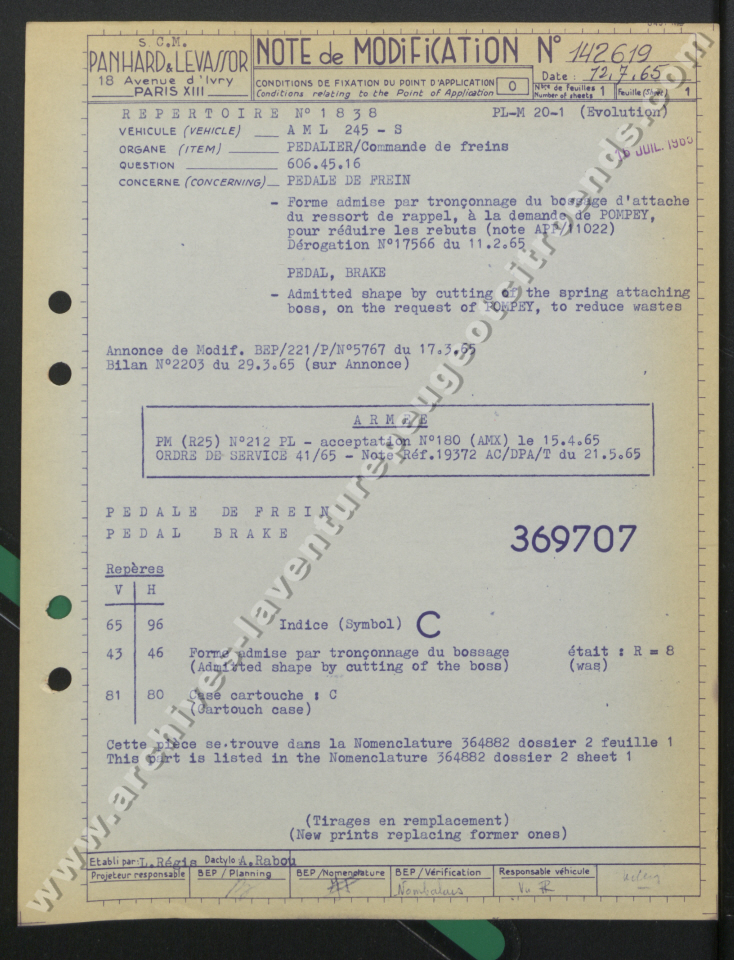 S.C.M.
PANHARD & LEVASSOR
18 Avenue d'Ivry
PARIS XIII
NOTE de MODIFICATION N° 142619
CONDITIONS DE FIXATION DU POINT D'APPLICATION
Conditions relating to the Point of Application
0
Date : 12.7.65
Nbre de feuilles 1
Number of sheets
Feuille (Sheet) 1
REPERTOIRE N° 1838
PL-M 20-1 (Evolution)
VÉHICULE (VEHICLE) AML 245 - S
16 JUIL. 1965
ORGANE (ITEM) PEDALIER/Commande de freins
QUESTION 606.45.16
CONCERNE (CONCERNING) PEDALE DE FREIN
- Forme admise par tronçonnage du bossage d'attache
du ressort de rappel, à la demande de POMPEY,
pour réduire les rebuts (note APP/11022)
Dérogation N°17566 du 11.2.65
PEDAL, BRAKE
- Admitted shape by cutting of the spring attaching
boss, on the request of POMPEY, to reduce wastes
Annonce de Modif. BEP/221/P/N°5767 du 17.3.65
Bilan N°2203 du 29.3.65 (sur Annonce)
ARMEE
PM (R25) N°212 PL - acceptation N°180 (AMX) le 15.4.65
ORDRE DE SERVICE 41/65 - Note Réf.19372 AC/DPA/T du 21.5.65
PEDALE DE FREIN
PEDAL BRAKE
369707
Repères
V H
65 96 Indice (Symbol) C
43 46 Forme admise par tronçonnage du bossage était : R = 8
(Admitted shape by cutting of the boss) (was)
81 80 Case cartouche : C
(Cartouch case)
Cette pièce se.trouve dans la Nomenclature 364882 dossier 2 feuille 1
This part is listed in the Nomenclature 364882 dossier 2 sheet 1
(Tirages en remplacement)
(New prints replacing former ones)
Etabli par: L.Régis Dactylo A.Rabou
Projeteur responsable
BEP / Planning
BEP / Nomenclature
BEP / Vérification
Responsable véhicule
Vu
www.archives-laventurepeugeotcitroends.com